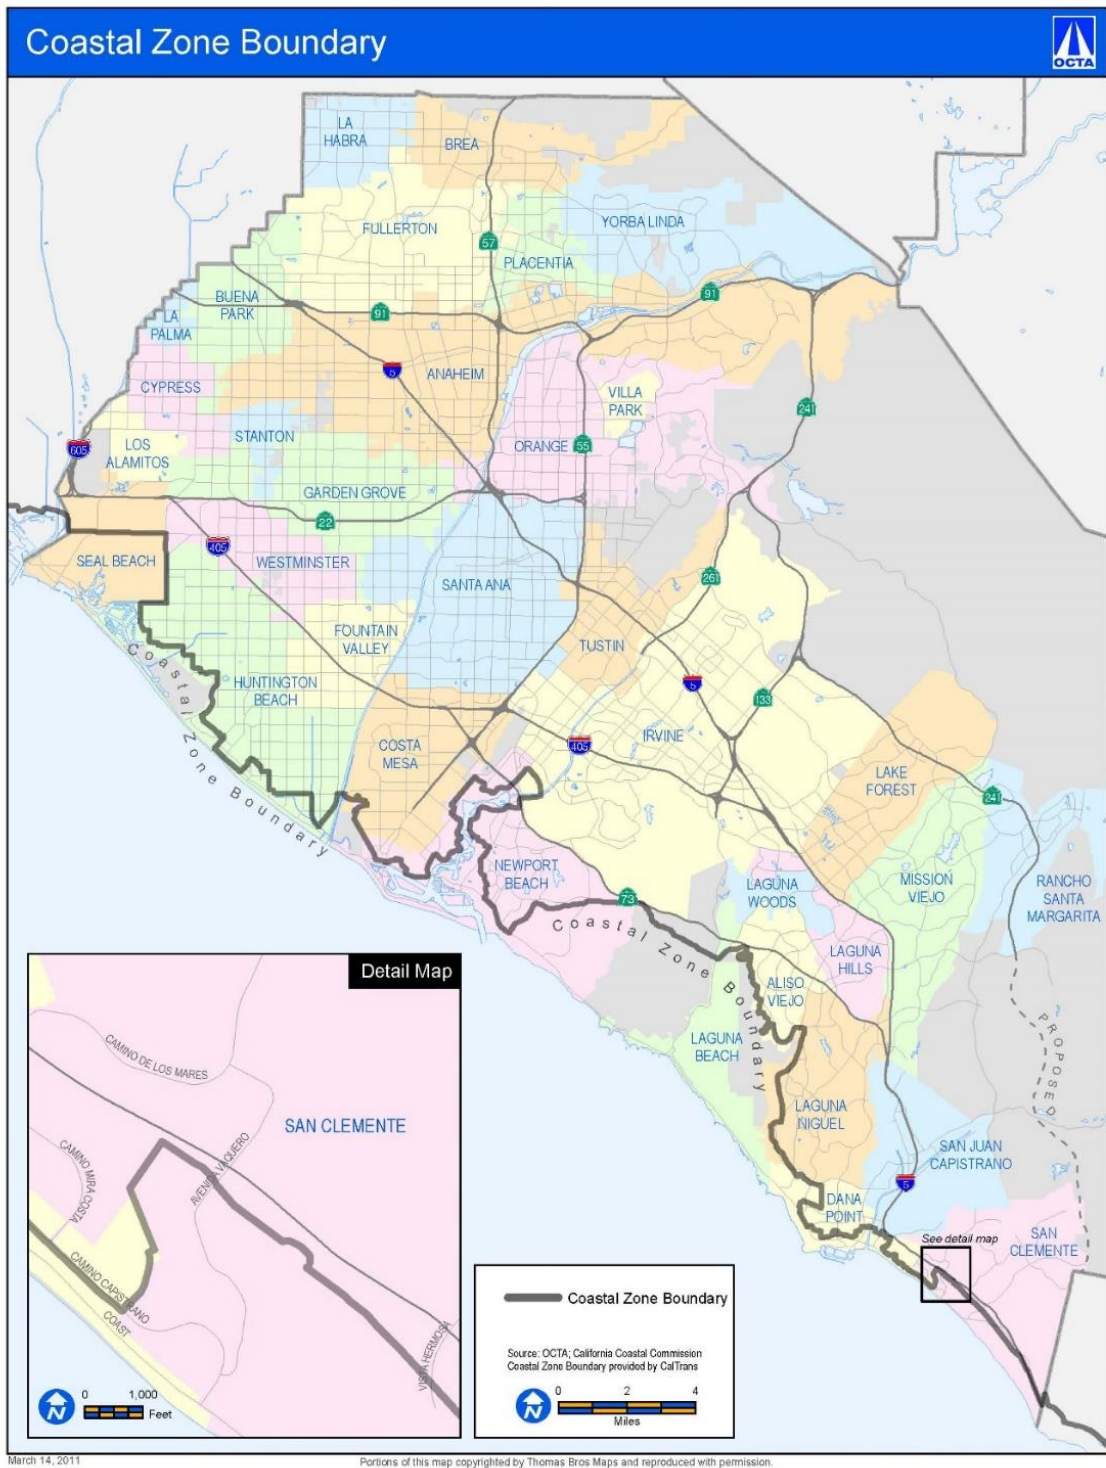 Coastal Zone Boundary
OCTA
LA
HABRA
BREA
FULLERTON
57
YORBA LINDA
PLACENTIA
BUENA
PARK
91
91
LA
PALMA
5
ANAHEIM
CYPRESS
VILLA
PARK
241
STANTON
ORANGE
55
605
LOS
ALAMITOS
GARDEN GROVE
22
405
SEAL BEACH
WESTMINSTER
SANTA ANA
261
FOUNTAIN
VALLEY
TUSTIN
Coastal Zone Boundary
HUNTINGTON
BEACH
5
133
COSTA
MESA
405
IRVINE
LAKE
FOREST
241
NEWPORT
BEACH
73
LAGUNA
WOODS
MISSION
VIEJO
RANCHO
SANTA
MARGARITA
Coastal Zone Boundary
LAGUNA
HILLS
ALISO
VIEJO
LAGUNA
BEACH
PROPOSED
LAGUNA
NIGUEL
SAN JUAN
CAPISTRANO
5
DANA
POINT
See detail map
SAN
CLEMENTE
Detail Map
CAMINO DE LOS MARES
SAN CLEMENTE
CAMINO MIRA COSTA
AVENIDA VAQUERO
CAMINO CAPISTRANO
COAST
VISTA HERMOSA
N
0 1,000
Feet
Coastal Zone Boundary
Source: OCTA; California Coastal Commission
Coastal Zone Boundary provided by CalTrans
N
0 2 4
Miles
March 14, 2011
Portions of this map copyrighted by Thomas Bros Maps and reproduced with permission.